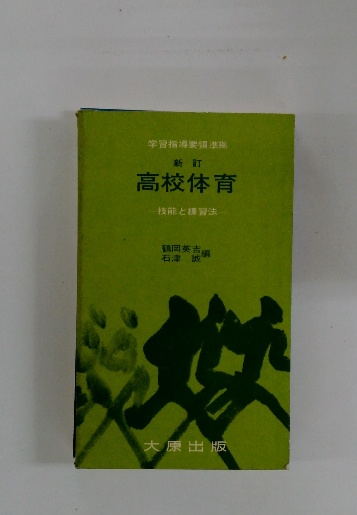 学習指導要領準拠
新訂
高校体育
—技能と練習法—
鶴岡英吉
石津 誠 編
大原出版